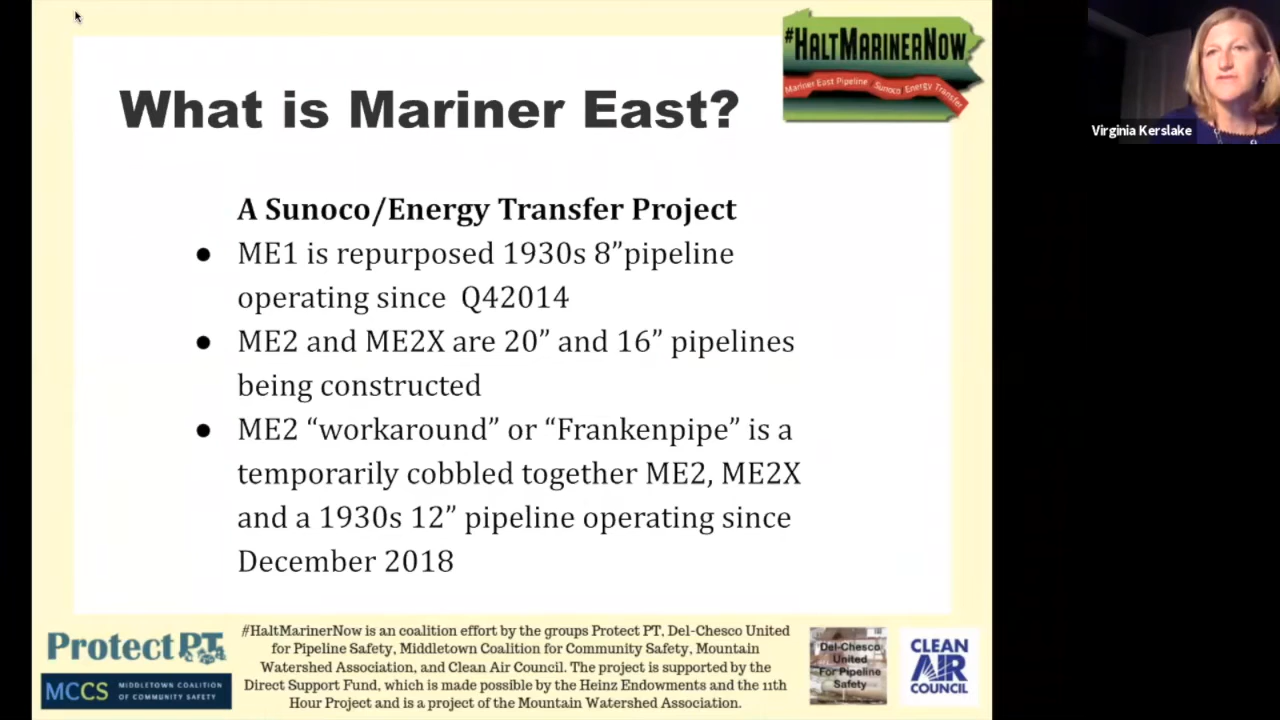 #HALTMARINERNOW
Mariner East Pipeline Sunoco/Energy Transfer
What is Mariner East?
Virginia Kerslake
A Sunoco/Energy Transfer Project
● ME1 is repurposed 1930s 8”pipeline
operating since Q42014
● ME2 and ME2X are 20” and 16” pipelines
being constructed
● ME2 “workaround” or “Frankenpipe” is a
temporarily cobbled together ME2, ME2X
and a 1930s 12” pipeline operating since
December 2018
Protect PT
MCCS
MIDDLETOWN COALITION
OF COMMUNITY SAFETY
#HaltMarinerNow is an coalition effort by the groups Protect PT, Del-Chesco United
for Pipeline Safety, Middletown Coalition for Community Safety, Mountain
Watershed Association, and Clean Air Council. The project is supported by the
Direct Support Fund, which is made possible by the Heinz Endowments and the 11th
Hour Project and is a project of the Mountain Watershed Association.
Del-Chesco
United
For Pipeline
Safety
CLEAN
AIR
COUNCIL